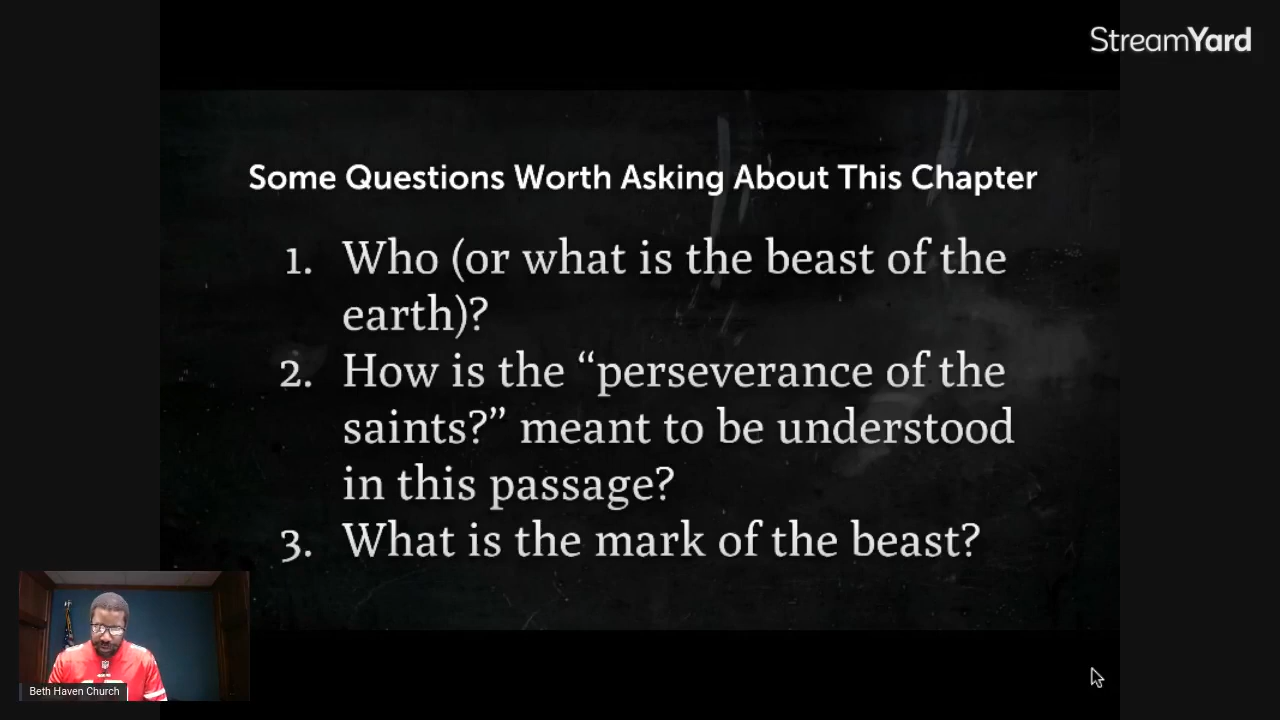 StreamYard
Some Questions Worth Asking About This Chapter
1. Who (or what is the beast of the
earth)?
2. How is the “perseverance of the
saints?” meant to be understood
in this passage?
3. What is the mark of the beast?
Beth Haven Church